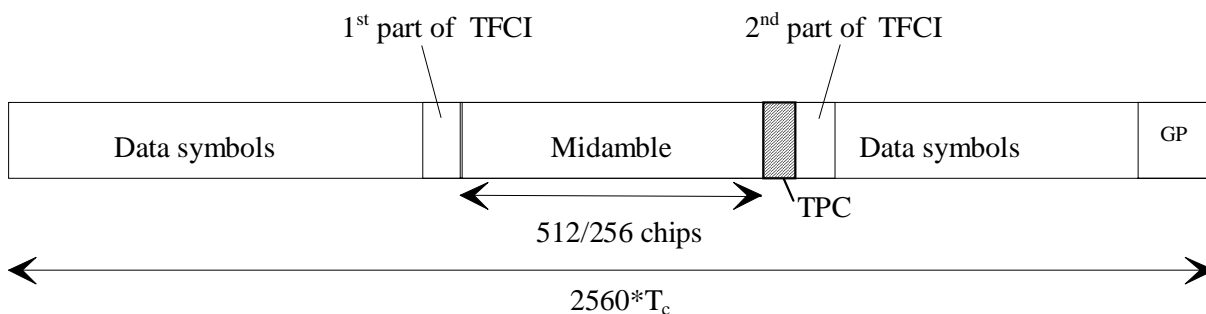 1st part of TFCI
2nd part of TFCI
Data symbols
Midamble
Data symbols
GP
TPC
512/256 chips
2560*Tc